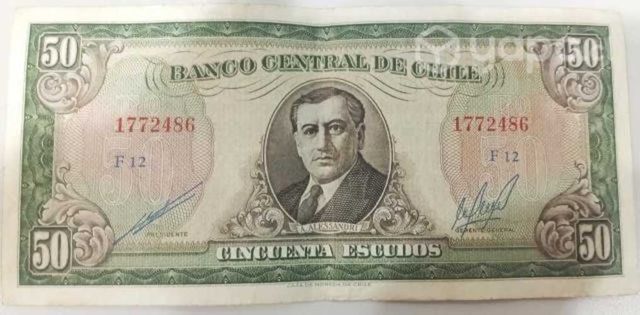 50 50
BANCO CENTRAL DE CHILE
1772486 1772486
F 12 F 12
A. ALESSANDRI
PRESIDENTE GERENTE GENERAL
50 CINCUENTA ESCUDOS 50
CASA DE MONEDA DE CHILE